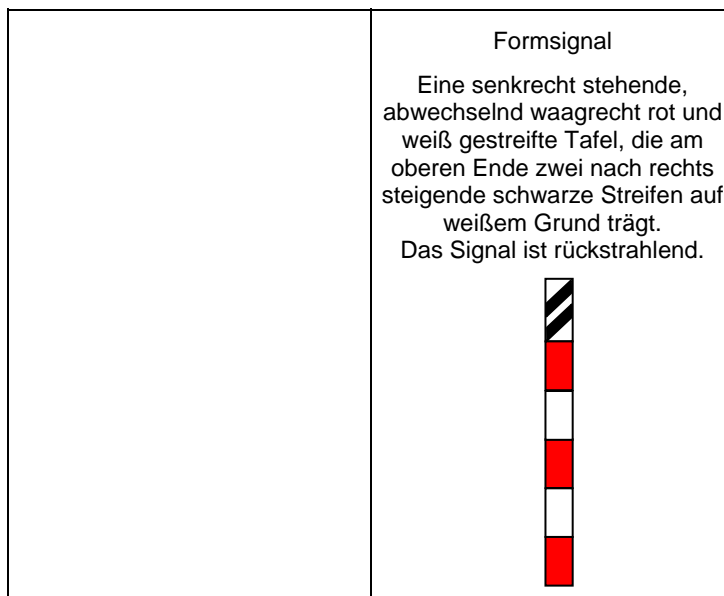 Formsignal
Eine senkrecht stehende,
abwechselnd waagrecht rot und
weiß gestreifte Tafel, die am
oberen Ende zwei nach rechts
steigende schwarze Streifen auf
weißem Grund trägt.
Das Signal ist rückstrahlend.